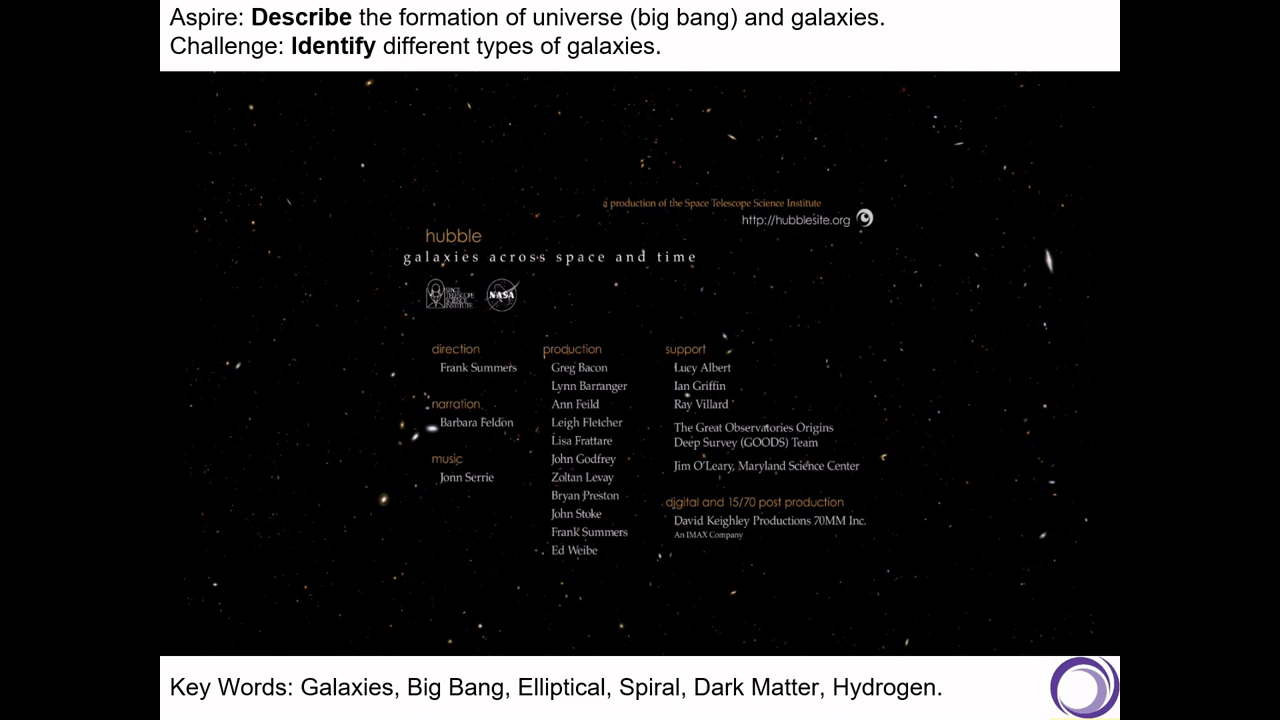 Aspire: Describe the formation of universe (big bang) and galaxies.
Challenge: Identify different types of galaxies.
a production of the Space Telescope Science Institute
http://hubblesite.org
hubble
galaxies across space and time
SPACE
TELESCOPE
SCIENCE
INSTITUTE
NASA
direction
Frank Summers
narration
Barbara Feldon
music
Jonn Serrie
production
Greg Bacon
Lynn Barranger
Ann Feild
Leigh Fletcher
Lisa Frattare
John Godfrey
Zoltan Levay
Bryan Preston
John Stoke
Frank Summers
Ed Weibe
support
Lucy Albert
Ian Griffin
Ray Villard
The Great Observatories Origins
Deep Survey (GOODS) Team
Jim O'Leary, Maryland Science Center
digital and 15/70 post production
David Keighley Productions 70MM Inc.
An IMAX Company
Key Words: Galaxies, Big Bang, Elliptical, Spiral, Dark Matter, Hydrogen.